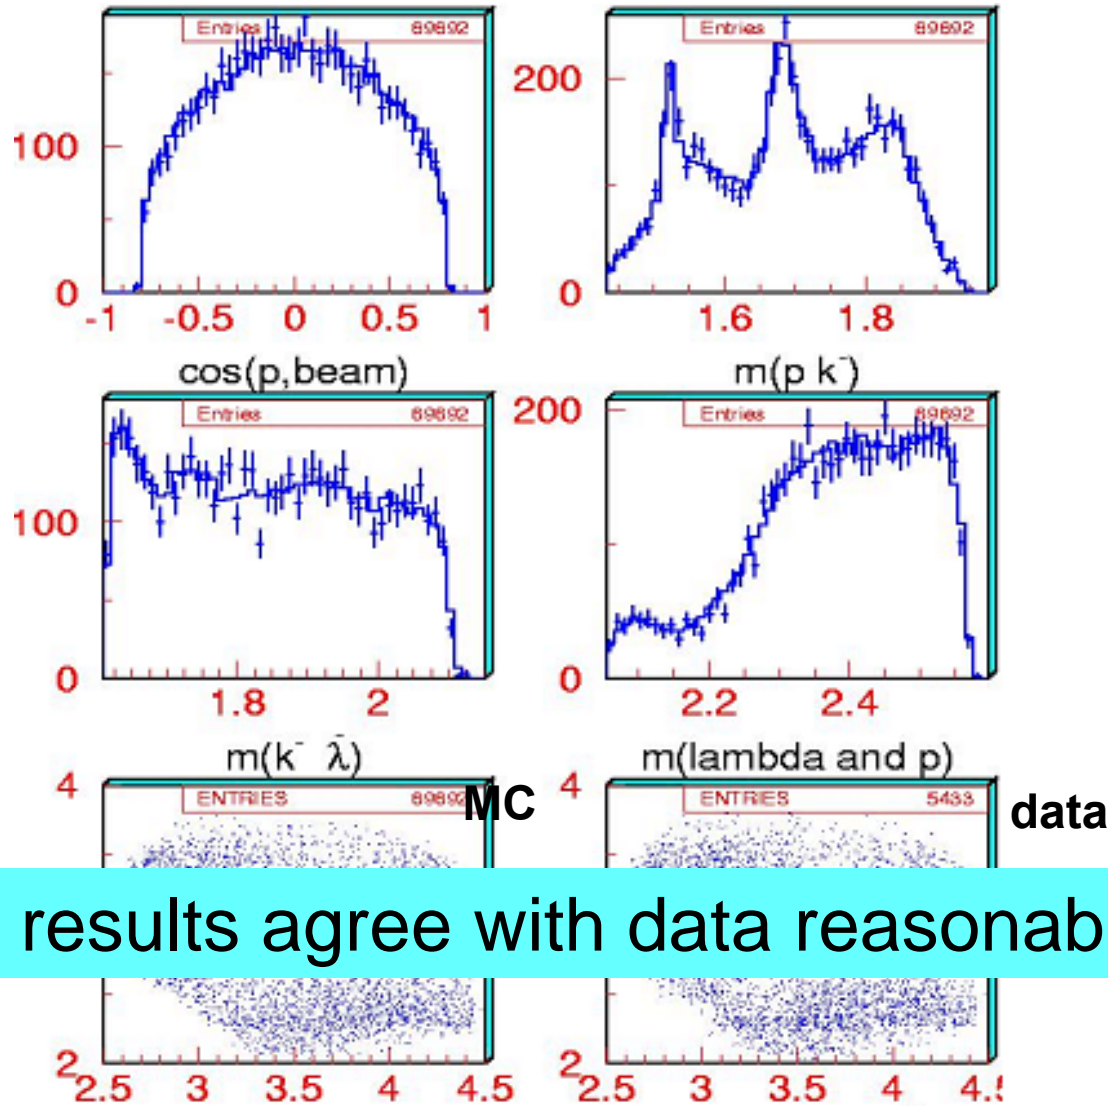 Entries 69692
Entries 69692
100
0
200
0
-1 -0.5 0 0.5 1
1.6 1.8
cos(p,beam)
m(p k⁻)
Entries 69692
Entries 69692
100
0
200
0
1.8 2
2.2 2.4
m(k⁻ λ̄)
m(lambda and p)
4
ENTRIES 69692
MC
4
ENTRIES 5433
data
results agree with data reasonab
2
2
2.5 3 3.5 4 4.5
2.5 3 3.5 4 4.5